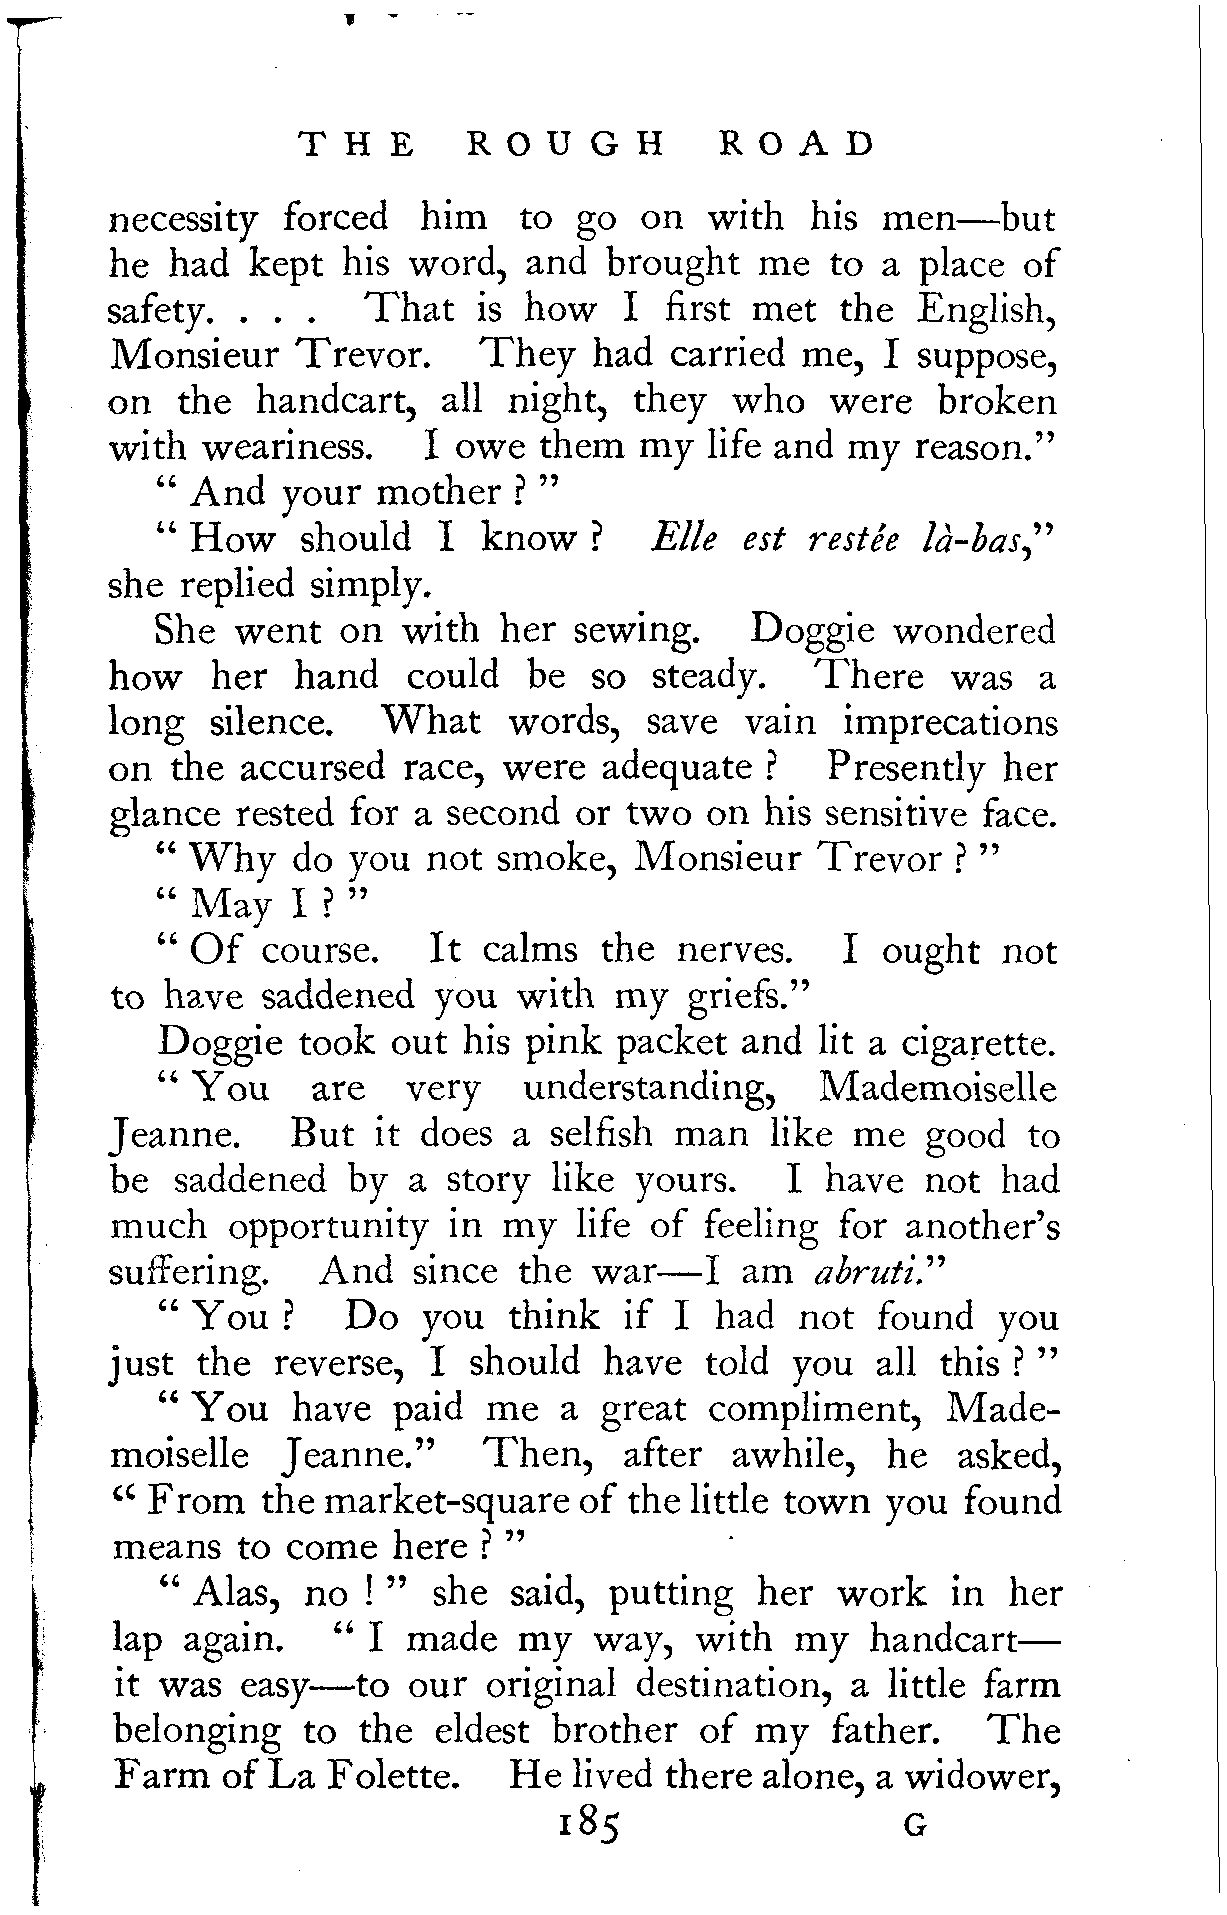 THE ROUGH ROAD
necessity forced him to go on with his men—but
he had kept his word, and brought me to a place of
safety. . . . That is how I first met the English,
Monsieur Trevor. They had carried me, I suppose,
on the handcart, all night, they who were broken
with weariness. I owe them my life and my reason."
" And your mother ? "
" How should I know ? Elle est restée là-bas,"
she replied simply.
She went on with her sewing. Doggie wondered
how her hand could be so steady. There was a
long silence. What words, save vain imprecations
on the accursed race, were adequate ? Presently her
glance rested for a second or two on his sensitive face.
" Why do you not smoke, Monsieur Trevor ? "
" May I ? "
" Of course. It calms the nerves. I ought not
to have saddened you with my griefs."
Doggie took out his pink packet and lit a cigarette.
" You are very understanding, Mademoiselle
Jeanne. But it does a selfish man like me good to
be saddened by a story like yours. I have not had
much opportunity in my life of feeling for another's
suffering. And since the war—I am abruti."
" You ? Do you think if I had not found you
just the reverse, I should have told you all this ? "
" You have paid me a great compliment, Made-
moiselle Jeanne." Then, after awhile, he asked,
" From the market-square of the little town you found
means to come here ? "
" Alas, no ! " she said, putting her work in her
lap again. " I made my way, with my handcart—
it was easy—to our original destination, a little farm
belonging to the eldest brother of my father. The
Farm of La Folette. He lived there alone, a widower,
185 G